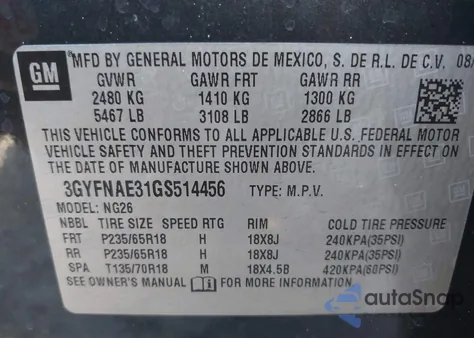 GM
MFD BY GENERAL MOTORS DE MEXICO, S. DE R.L. DE C.V. 08/
GVWR GAWR FRT GAWR RR
2480 KG 1410 KG 1300 KG
5467 LB 3108 LB 2866 LB
THIS VEHICLE CONFORMS TO ALL APPLICABLE U.S. FEDERAL MOTOR
VEHICLE SAFETY AND THEFT PREVENTION STANDARDS IN EFFECT ON
THE DATE OF MANUFACTURE SHOWN ABOVE.
3GYFNAE31GS514456 TYPE: M.P.V.
MODEL: NG26
NBBL TIRE SIZE SPEED RTG RIM COLD TIRE PRESSURE
FRT P235/65R18 H 18X8J 240KPA(35PSI)
RR P235/65R18 H 18X8J 240KPA(35PSI)
SPA T135/70R18 M 18X4.5B 420KPA(60PSI)
SEE OWNER'S MANUAL FOR MORE INFORMATION.
autoSnap